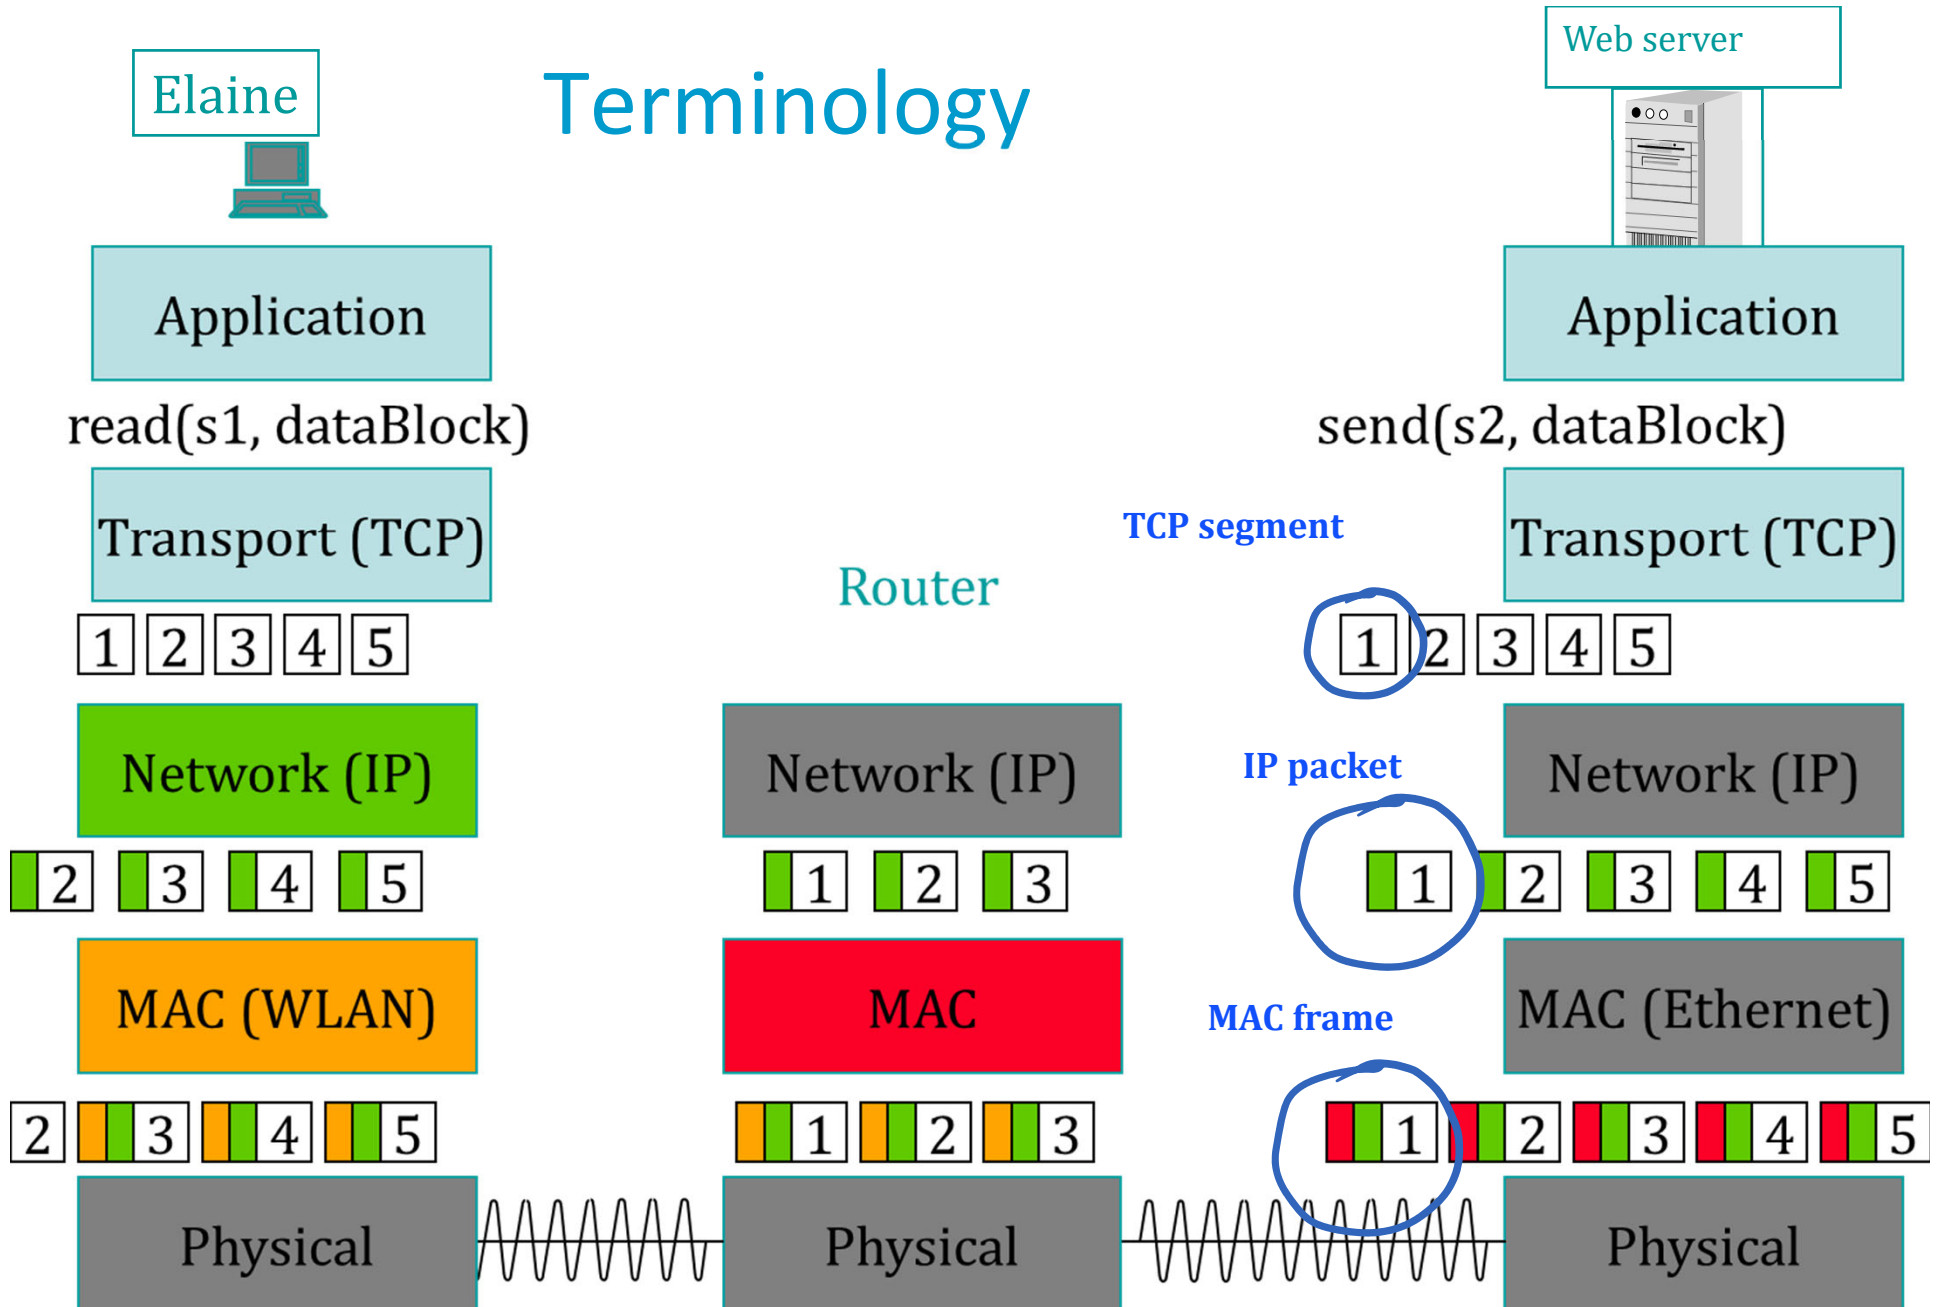 Terminology
Elaine
Web server
Application
Application
read(s1, dataBlock)
send(s2, dataBlock)
Transport (TCP)
TCP segment
Transport (TCP)
Router
1 2 3 4 5
1 2 3 4 5
Network (IP)
Network (IP)
IP packet
Network (IP)
2 3 4 5
1 2 3
1 2 3 4 5
MAC (WLAN)
MAC
MAC frame
MAC (Ethernet)
2 3 4 5
1 2 3
1 2 3 4 5
Physical
Physical
Physical